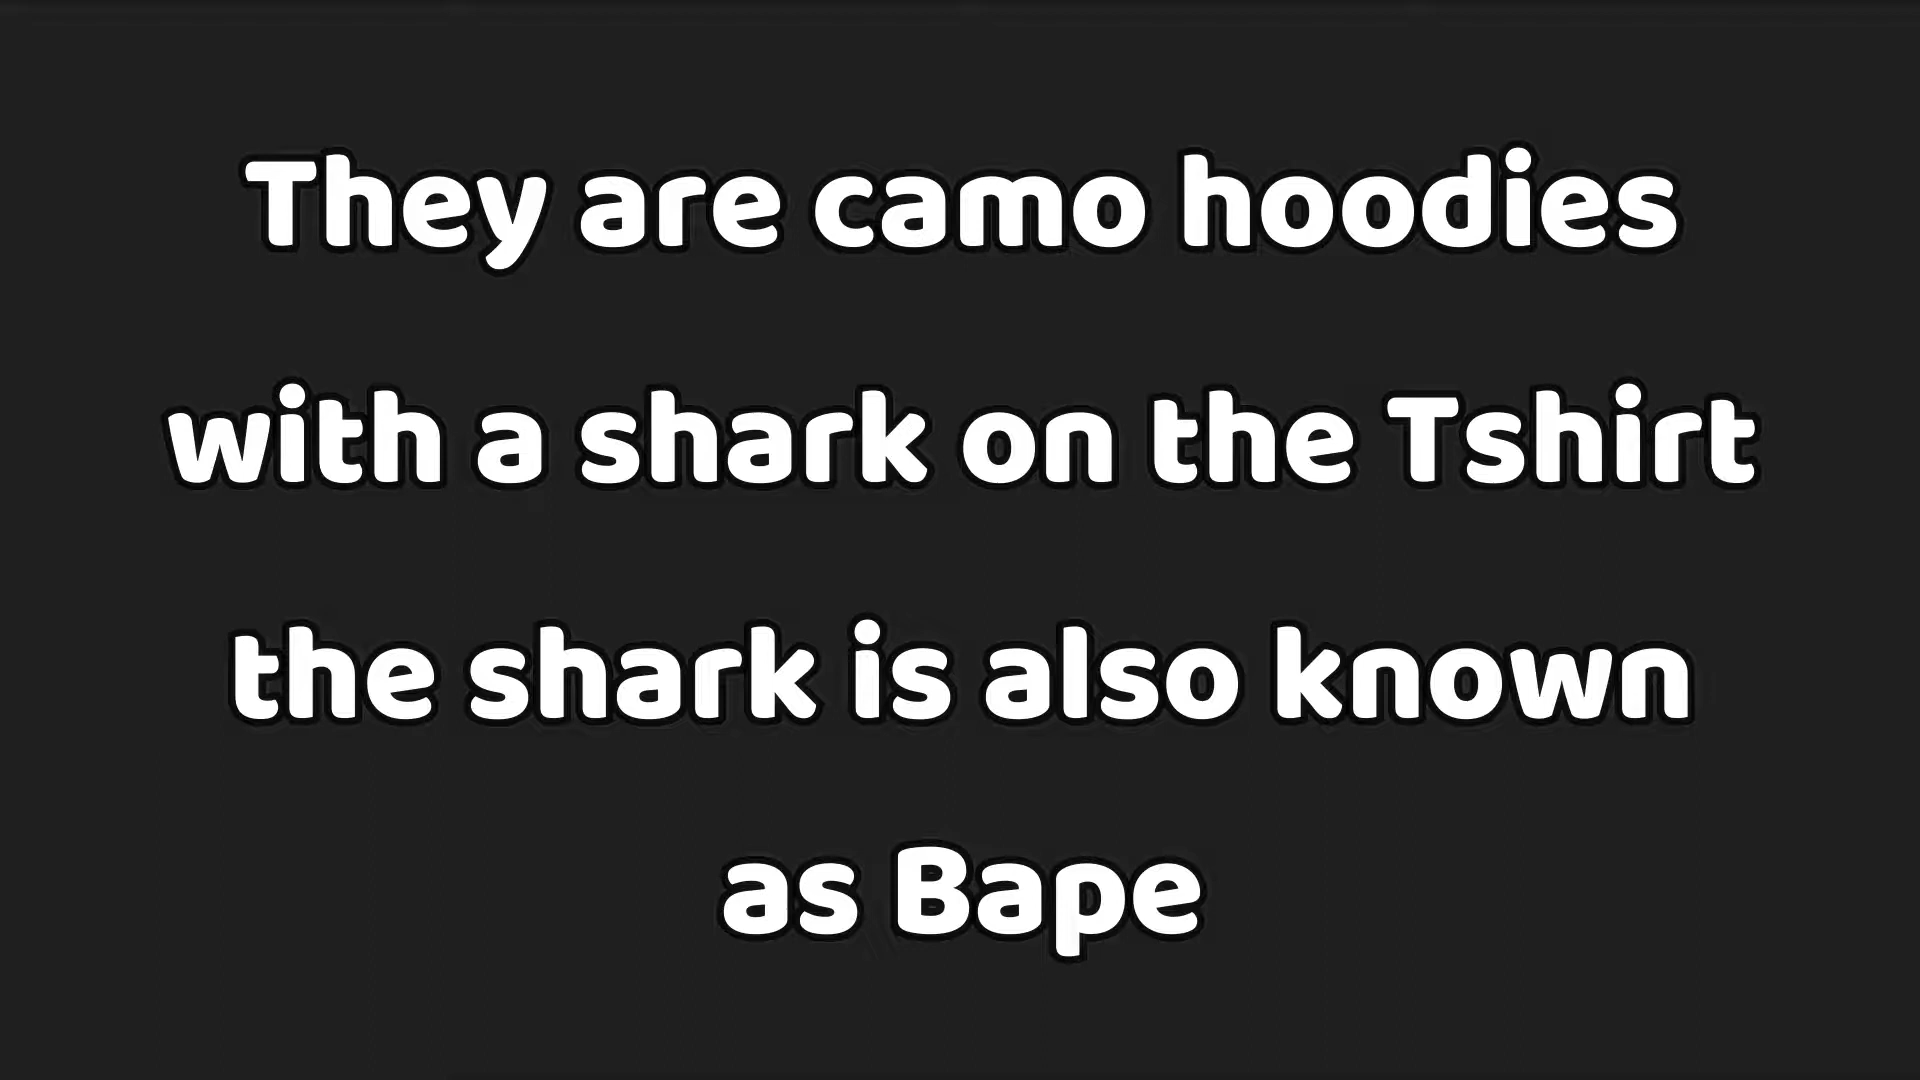 They are camo hoodies
with a shark on the Tshirt
the shark is also known
as Bape